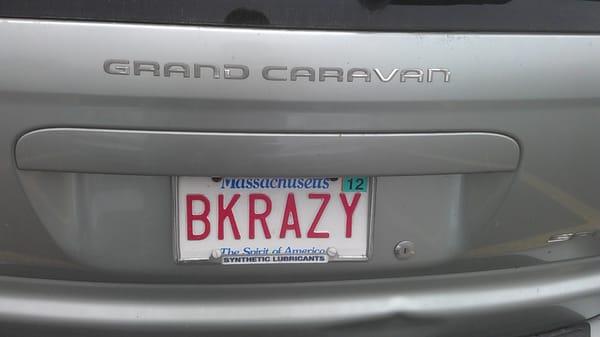 GRAND CARAVAN
Massachusetts 12
BKRAZY
The Spirit of America
SYNTHETIC LUBRICANTS